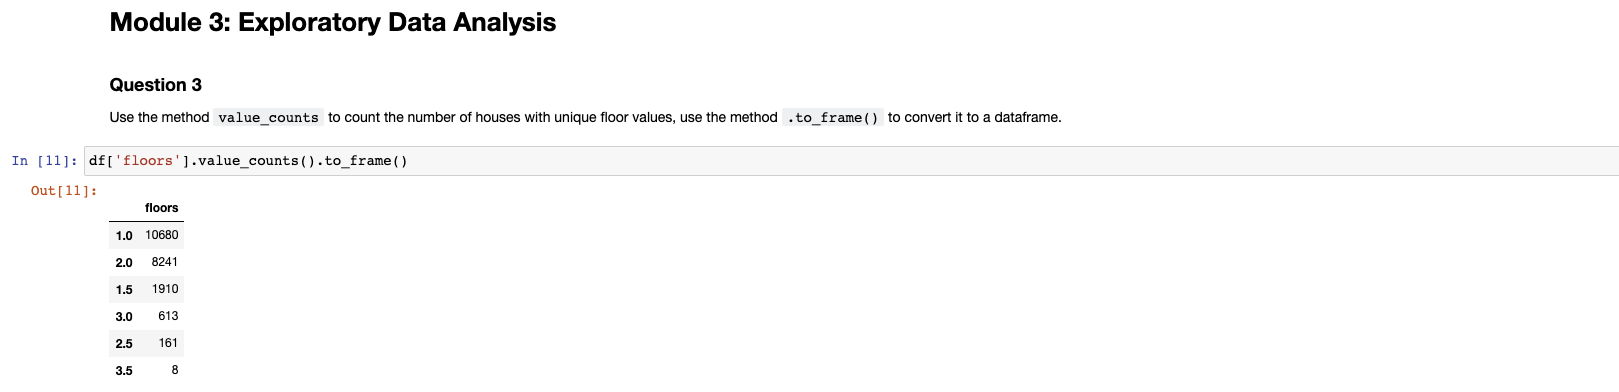 Module 3: Exploratory Data Analysis
Question 3
Use the method value_counts to count the number of houses with unique floor values, use the method .to_frame() to convert it to a dataframe.
In [11]: df['floors'].value_counts().to_frame()
Out[11]:
floors
1.0 10680
2.0 8241
1.5 1910
3.0 613
2.5 161
3.5 8